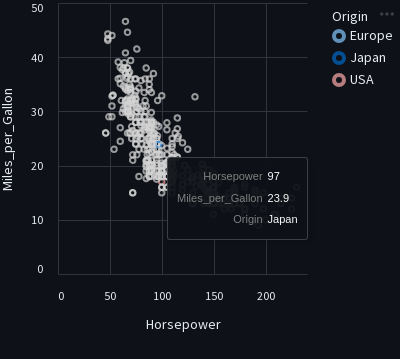 Miles_per_Gallon
50
40
30
20
10
0
0 50 100 150 200
Horsepower
Origin
Europe
Japan
USA
Horsepower 97
Miles_per_Gallon 23.9
Origin Japan